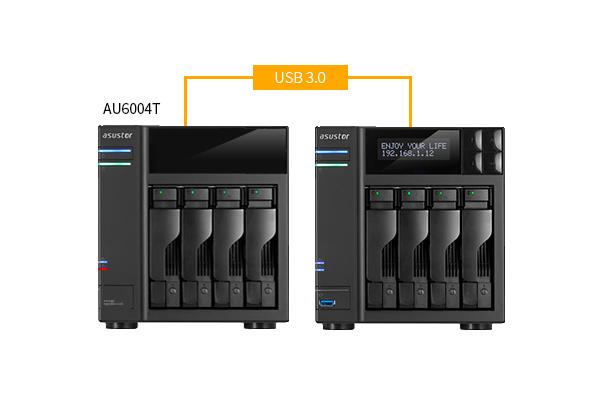 USB 3.0
AU6004T
asustor
asustor
ENJOY YOUR LIFE
192.168.1.12